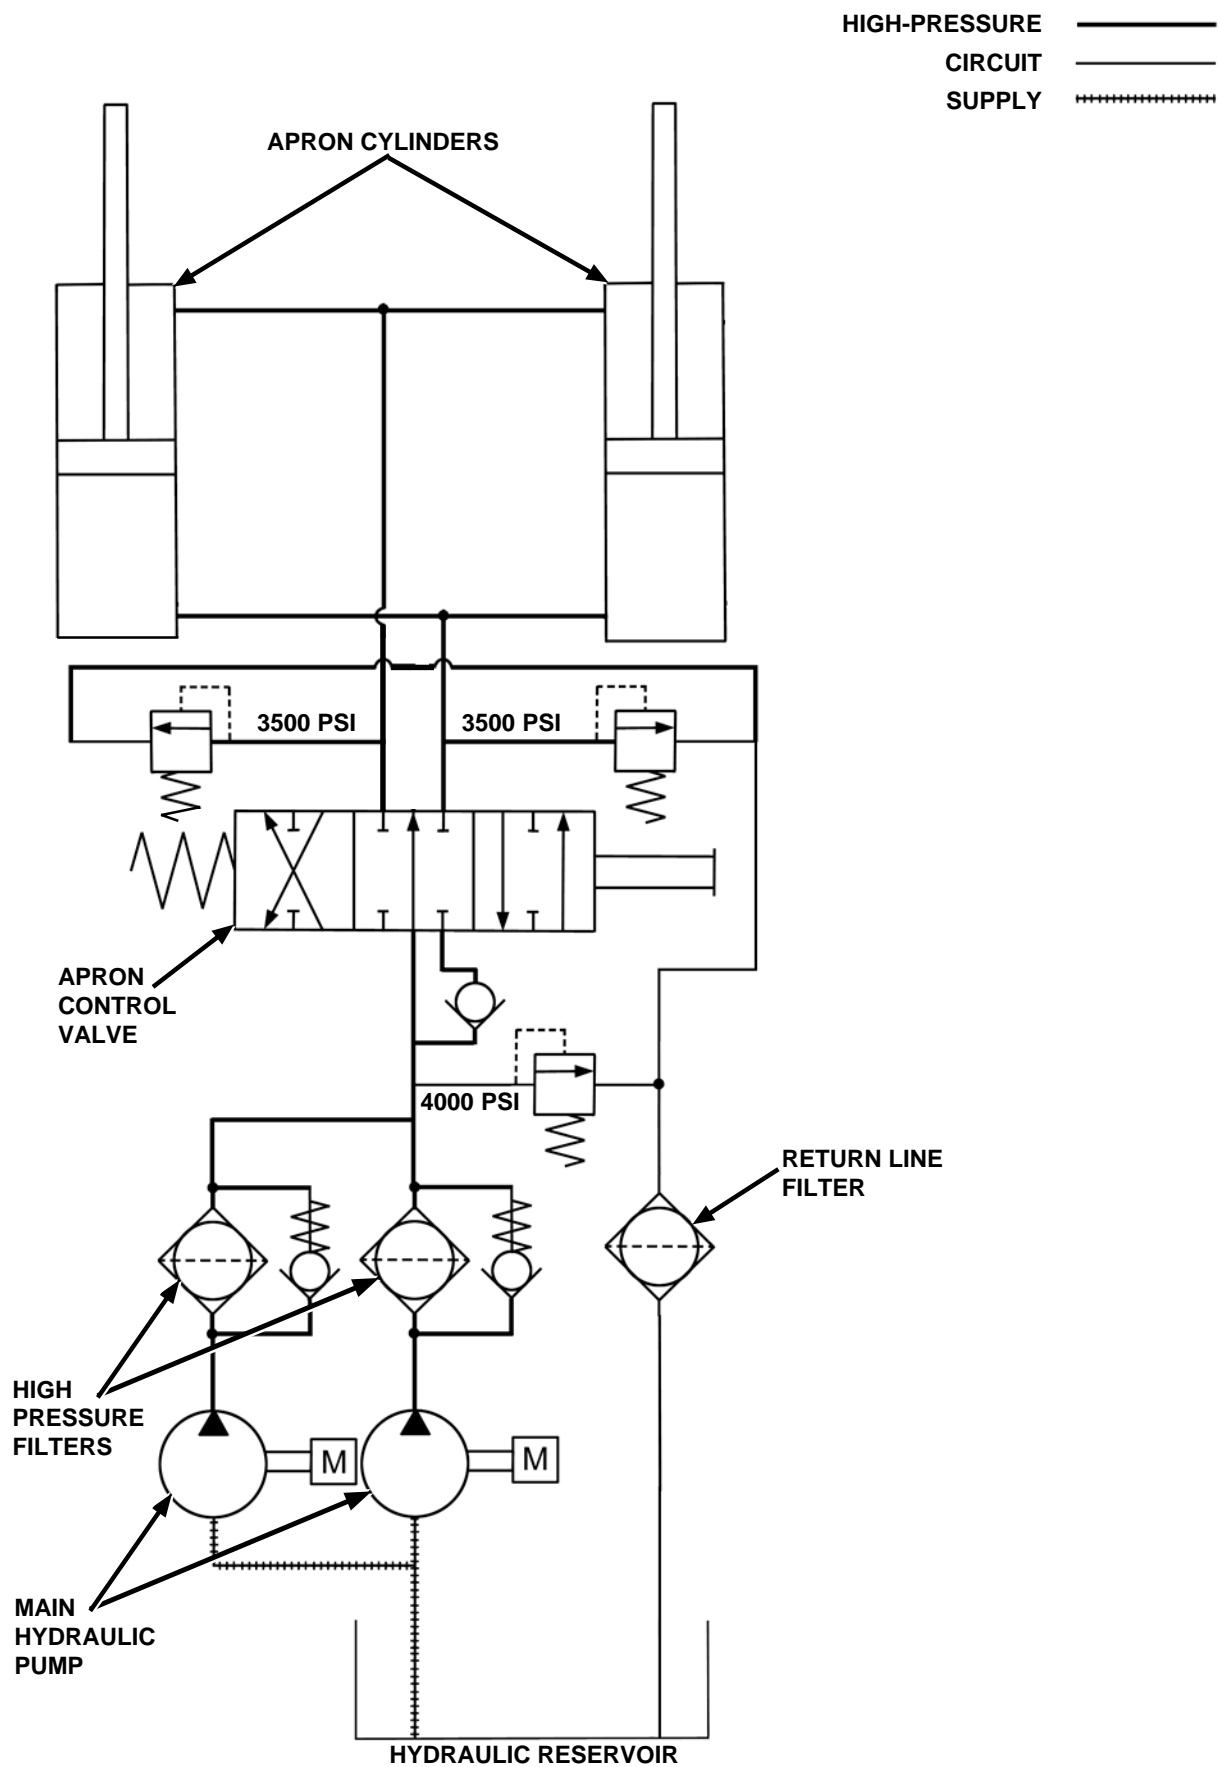 HIGH-PRESSURE
CIRCUIT
SUPPLY
APRON CYLINDERS
3500 PSI
3500 PSI
APRON
CONTROL
VALVE
4000 PSI
RETURN LINE
FILTER
HIGH
PRESSURE
FILTERS
M
M
MAIN
HYDRAULIC
PUMP
HYDRAULIC RESERVOIR